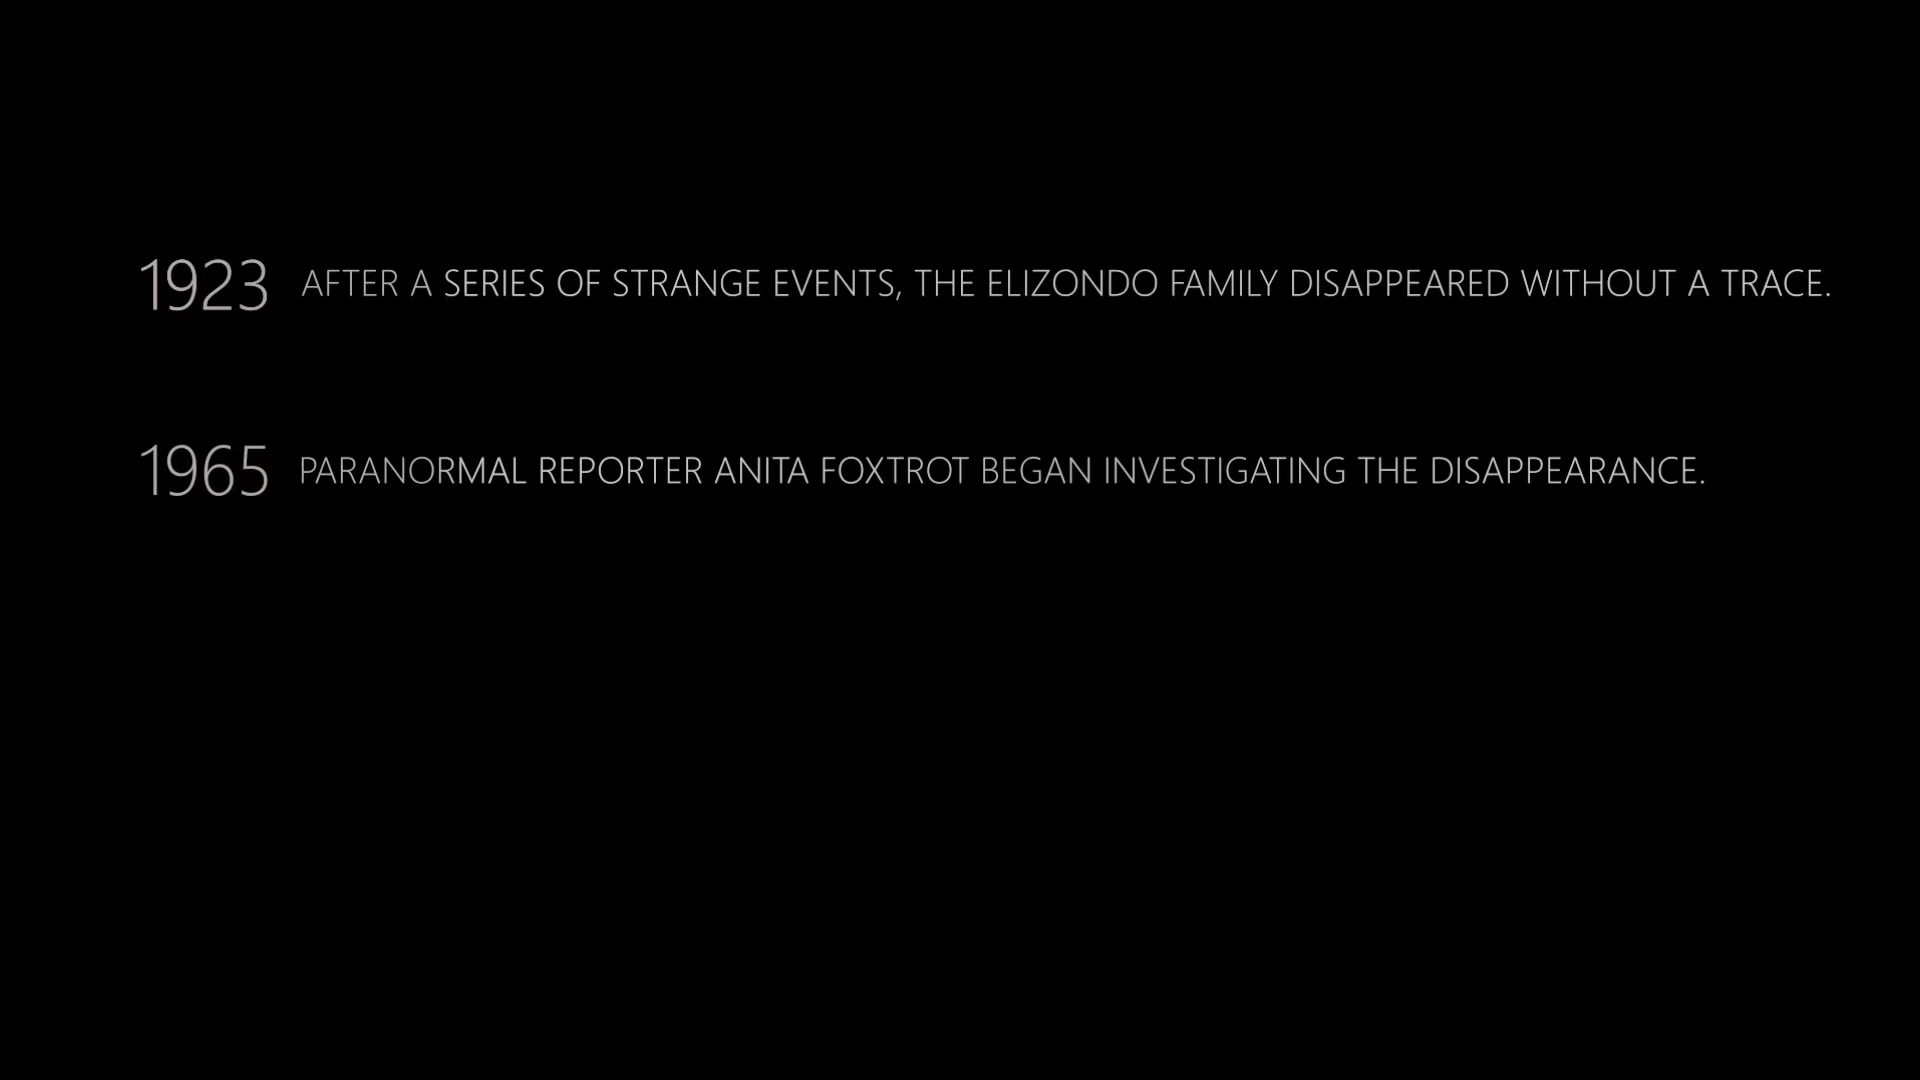 1923 AFTER A SERIES OF STRANGE EVENTS, THE ELIZONDO FAMILY DISAPPEARED WITHOUT A TRACE.
1965 PARANORMAL REPORTER ANITA FOXTROT BEGAN INVESTIGATING THE DISAPPEARANCE.